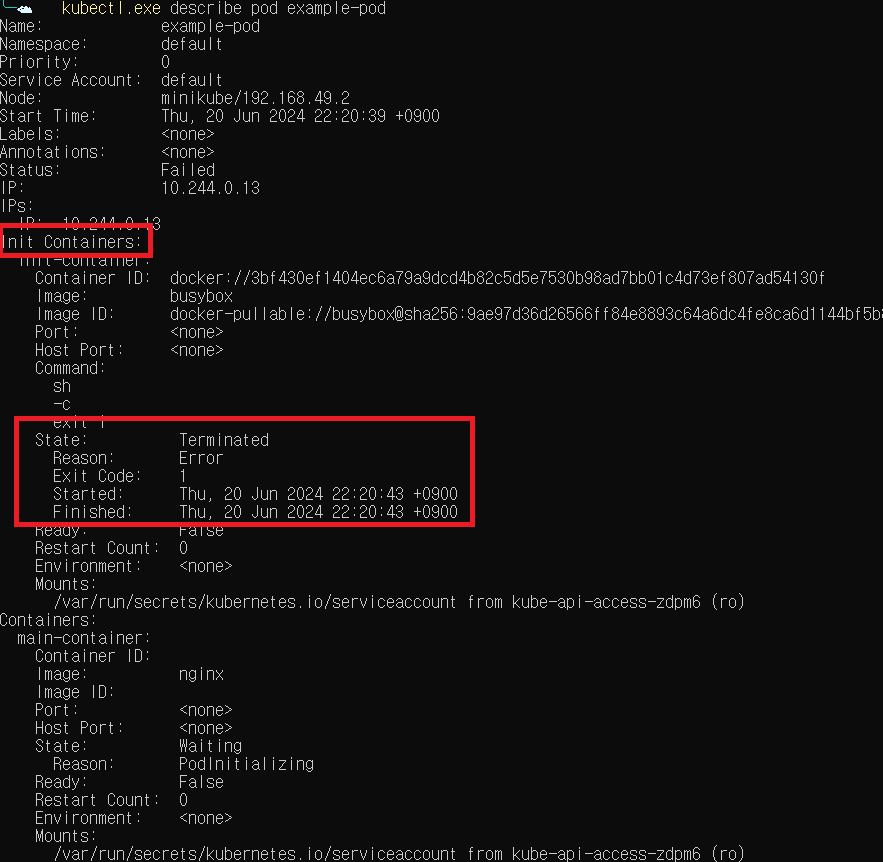 kubectl.exe describe pod example-pod
Name: example-pod
Namespace: default
Priority: 0
Service Account: default
Node: minikube/192.168.49.2
Start Time: Thu, 20 Jun 2024 22:20:39 +0900
Labels: <none>
Annotations: <none>
Status: Failed
IP: 10.244.0.13
IPs:
IP: 10.244.0.13
Init Containers:
init-container:
Container ID: docker://3bf430ef1404ec6a79a9dcd4b82c5d5e7530b98ad7bb01c4d73ef807ad54130f
Image: busybox
Image ID: docker-pullable://busybox@sha256:9ae97d36d26566ff84e8893c64a6dc4fe8ca6d1144bf5b
Port: <none>
Host Port: <none>
Command:
sh
-c
exit 1
State: Terminated
Reason: Error
Exit Code: 1
Started: Thu, 20 Jun 2024 22:20:43 +0900
Finished: Thu, 20 Jun 2024 22:20:43 +0900
Ready: False
Restart Count: 0
Environment: <none>
Mounts:
/var/run/secrets/kubernetes.io/serviceaccount from kube-api-access-zdpm6 (ro)
Containers:
main-container:
Container ID:
Image: nginx
Image ID:
Port: <none>
Host Port: <none>
State: Waiting
Reason: PodInitializing
Ready: False
Restart Count: 0
Environment: <none>
Mounts:
/var/run/secrets/kubernetes.io/serviceaccount from kube-api-access-zdpm6 (ro)